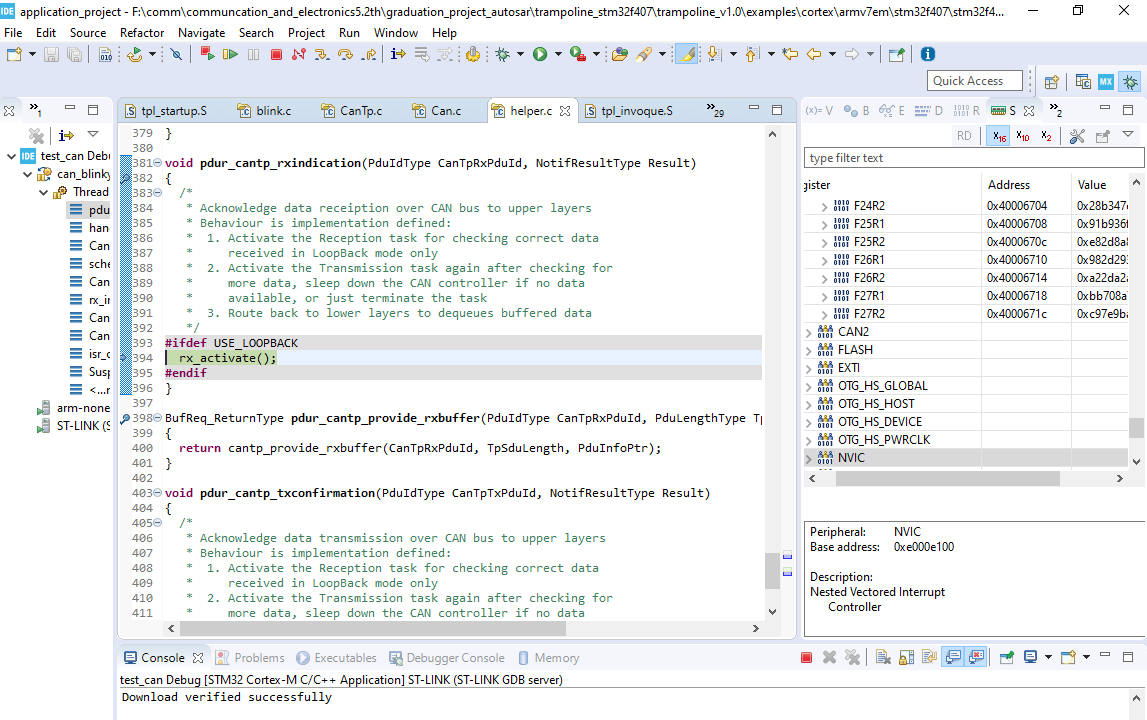 IDE application_project - F:\comm\communcation_and_electronics5.2th\graduation_project_autosar\trampoline_stm32f407\trampoline_v1.0\examples\cortex\armv7em\stm32f407\stm32f4...
File Edit Source Refactor Navigate Search Project Run Window Help
Quick Access
MX
1
tpl_startup.S blink.c CanTp.c Can.c helper.c tpl_invoque.S 29
(x)= V B E D R S 2
RD X16 X10 X2
type filter text
gister Address Value
F24R2 0x40006704 0x28b347
F25R1 0x40006708 0x91b936
F25R2 0x4000670c 0xe82d8a
F26R1 0x40006710 0x982d29
F26R2 0x40006714 0xa22da2
F27R1 0x40006718 0xbb708a
F27R2 0x4000671c 0xc97e9b
CAN2
FLASH
EXTI
OTG_HS_GLOBAL
OTG_HS_HOST
OTG_HS_DEVICE
OTG_HS_PWRCLK
NVIC
Peripheral: NVIC
Base address: 0xe000e100
Description:
Nested Vectored Interrupt
Controller
IDE test_can Debu
can_blinky
Thread
pdu
han
Can
sche
Can
rx_in
Can
Can
isr_c
Susp
<...r
arm-none
ST-LINK (S
379 }
380
381 void pdur_cantp_rxindication(PduIdType CanTpRxPduId, NotifResultType Result)
382 {
383 /*
384 * Acknowledge data receiption over CAN bus to upper layers
385 * Behaviour is implementation defined:
386 * 1. Activate the Reception task for checking correct data
387 * received in LoopBack mode only
388 * 2. Activate the Transmission task again after checking for
389 * more data, sleep down the CAN controller if no data
390 * available, or just terminate the task
391 * 3. Route back to lower layers to dequeues buffered data
392 */
393 #ifdef USE_LOOPBACK
394 rx_activate();
395 #endif
396 }
397
398 BufReq_ReturnType pdur_cantp_provide_rxbuffer(PduIdType CanTpRxPduId, PduLengthType Tp
399 {
400 return cantp_provide_rxbuffer(CanTpRxPduId, TpSduLength, PduInfoPtr);
401 }
402
403 void pdur_cantp_txconfirmation(PduIdType CanTpTxPduId, NotifResultType Result)
404 {
405 /*
406 * Acknowledge data transmission over CAN bus to upper layers
407 * Behaviour is implementation defined:
408 * 1. Activate the Reception task for checking correct data
409 * received in LoopBack mode only
410 * 2. Activate the Transmission task again after checking for
411 * more data, sleep down the CAN controller if no data
Console Problems Executables Debugger Console Memory
test_can Debug [STM32 Cortex-M C/C++ Application] ST-LINK (ST-LINK GDB server)
Download verified successfully